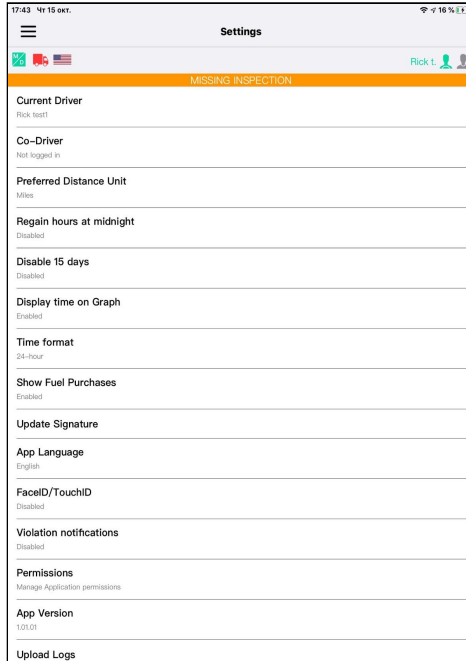 17:43 Чт 15 окт.
16 %
Settings
M/D
Rick t.
MISSING INSPECTION
Current Driver
Rick test1
Co-Driver
Not logged in
Preferred Distance Unit
Miles
Regain hours at midnight
Disabled
Disable 15 days
Disabled
Display time on Graph
Enabled
Time format
24-hour
Show Fuel Purchases
Enabled
Update Signature
App Language
English
FaceID/TouchID
Disabled
Violation notifications
Disabled
Permissions
Manage Application permissions
App Version
1.01.01
Upload Logs